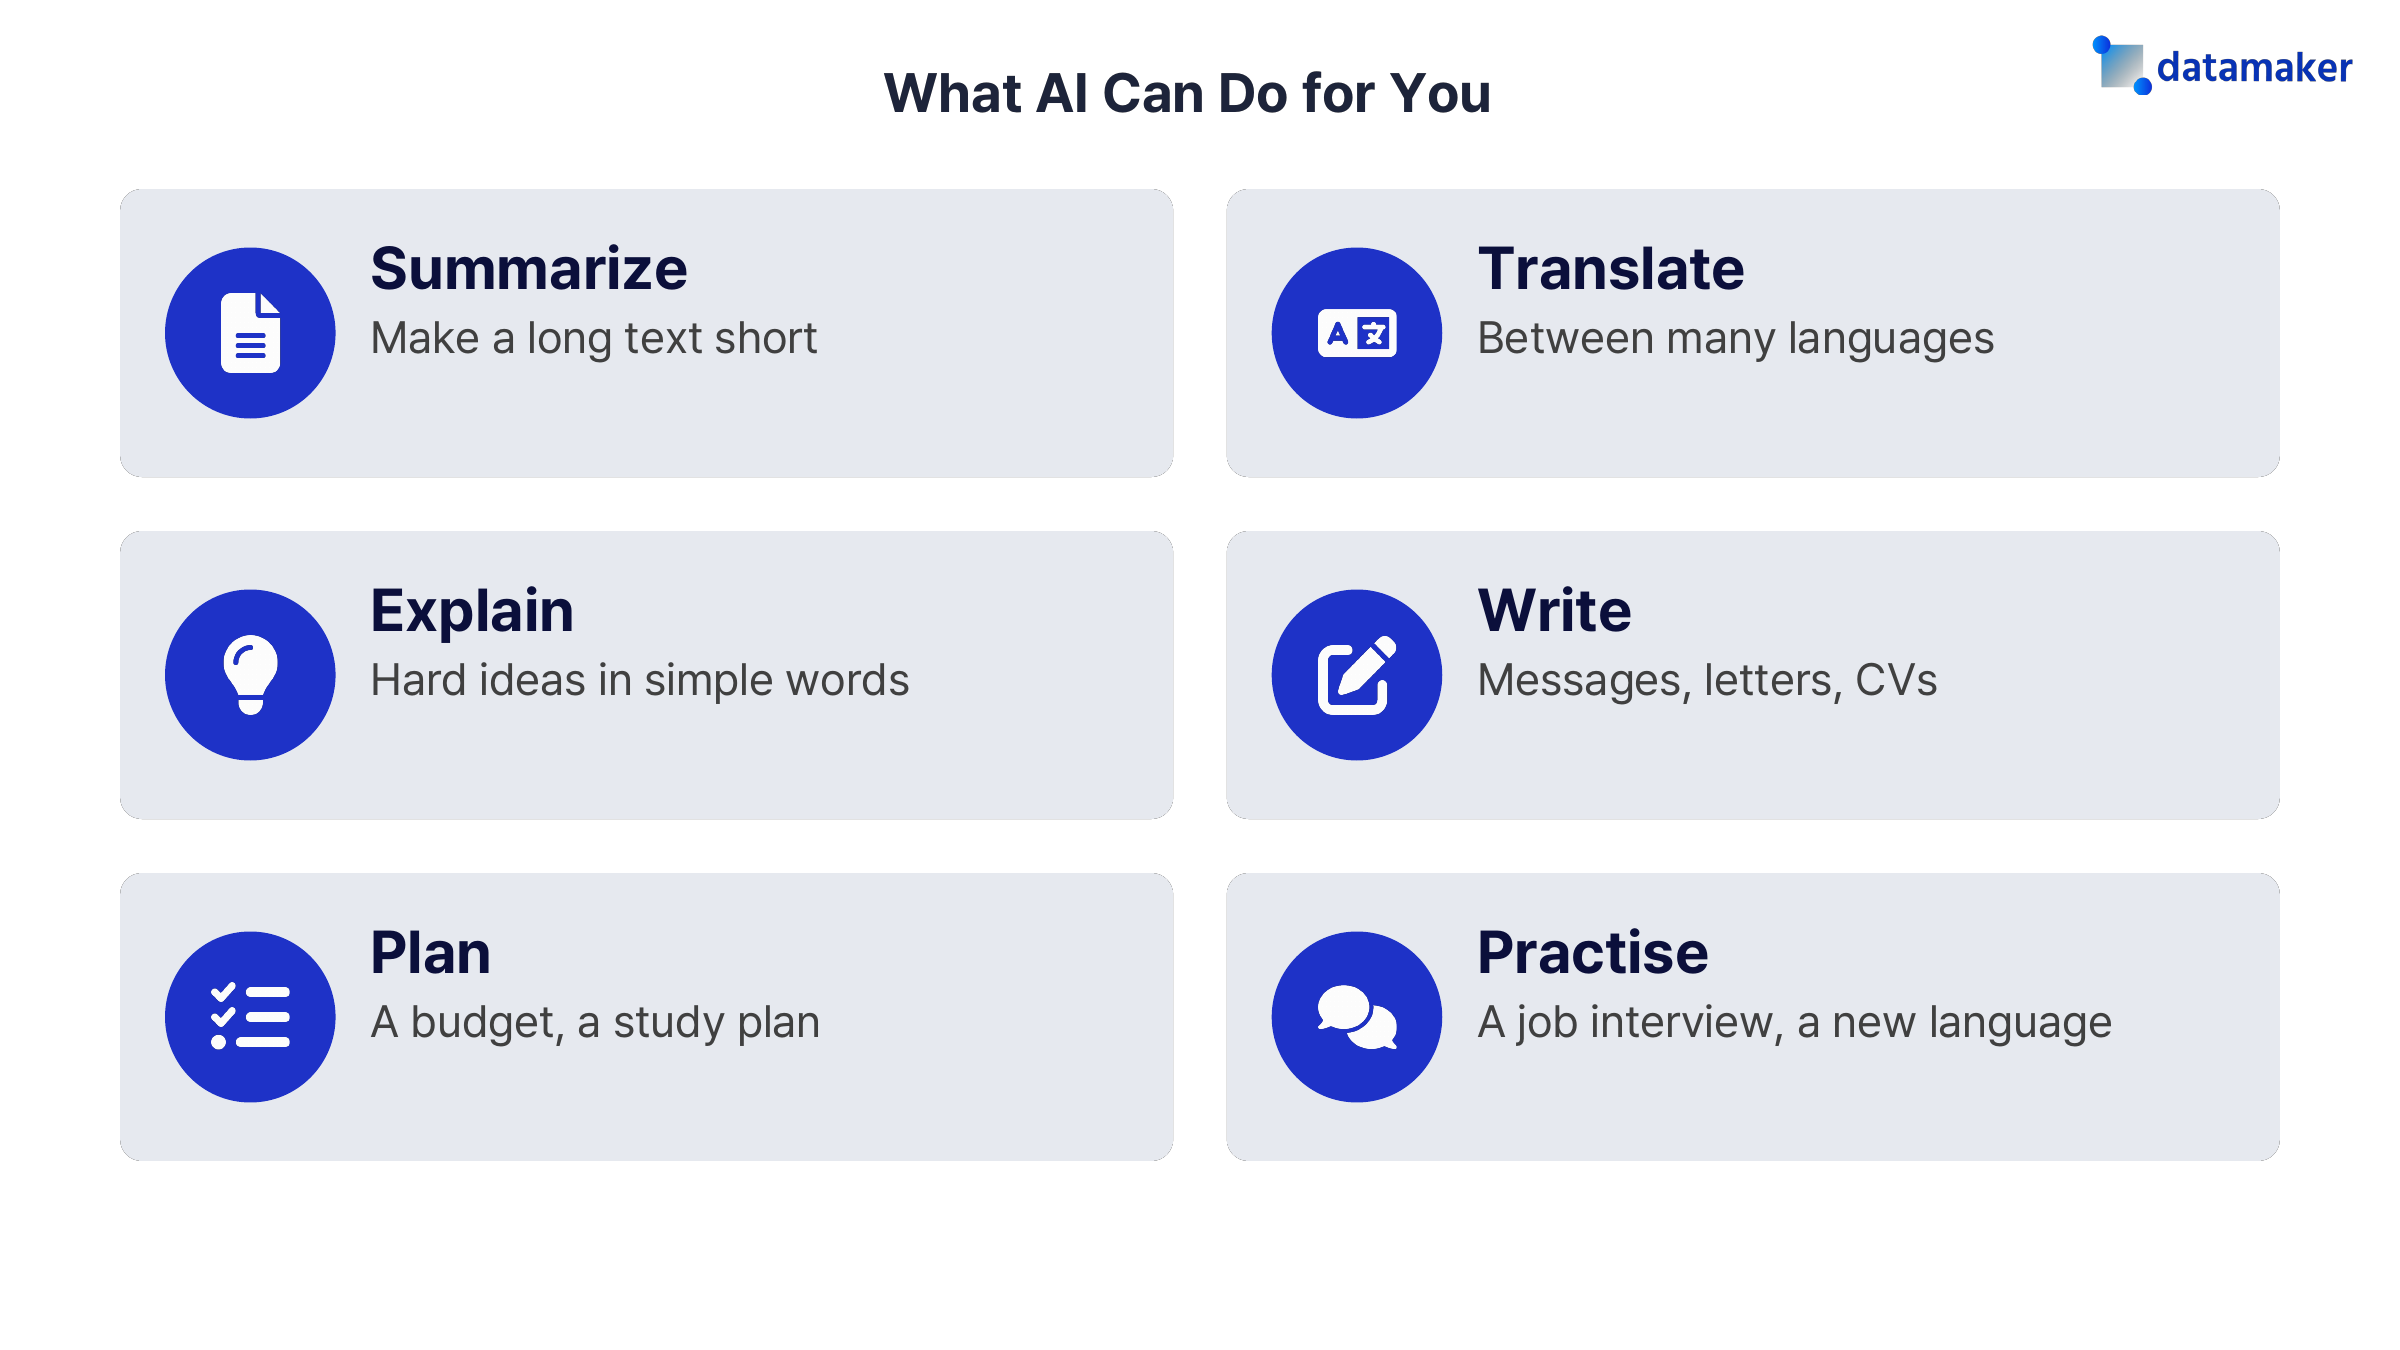 What AI Can Do for You
datamaker
Summarize
Make a long text short
Translate
Between many languages
A 文
Explain
Hard ideas in simple words
Write
Messages, letters, CVs
Plan
A budget, a study plan
Practise
A job interview, a new language